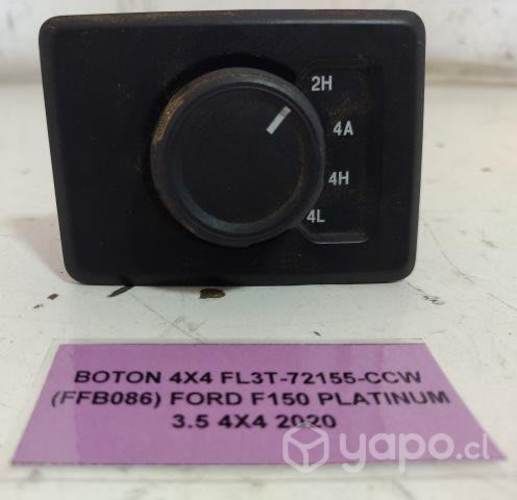 2H
4A
4H
4L
BOTON 4X4 FL3T-72155-CCW
(FFB086) FORD F150 PLATINUM
3.5 4X4 2020
yapo.cl